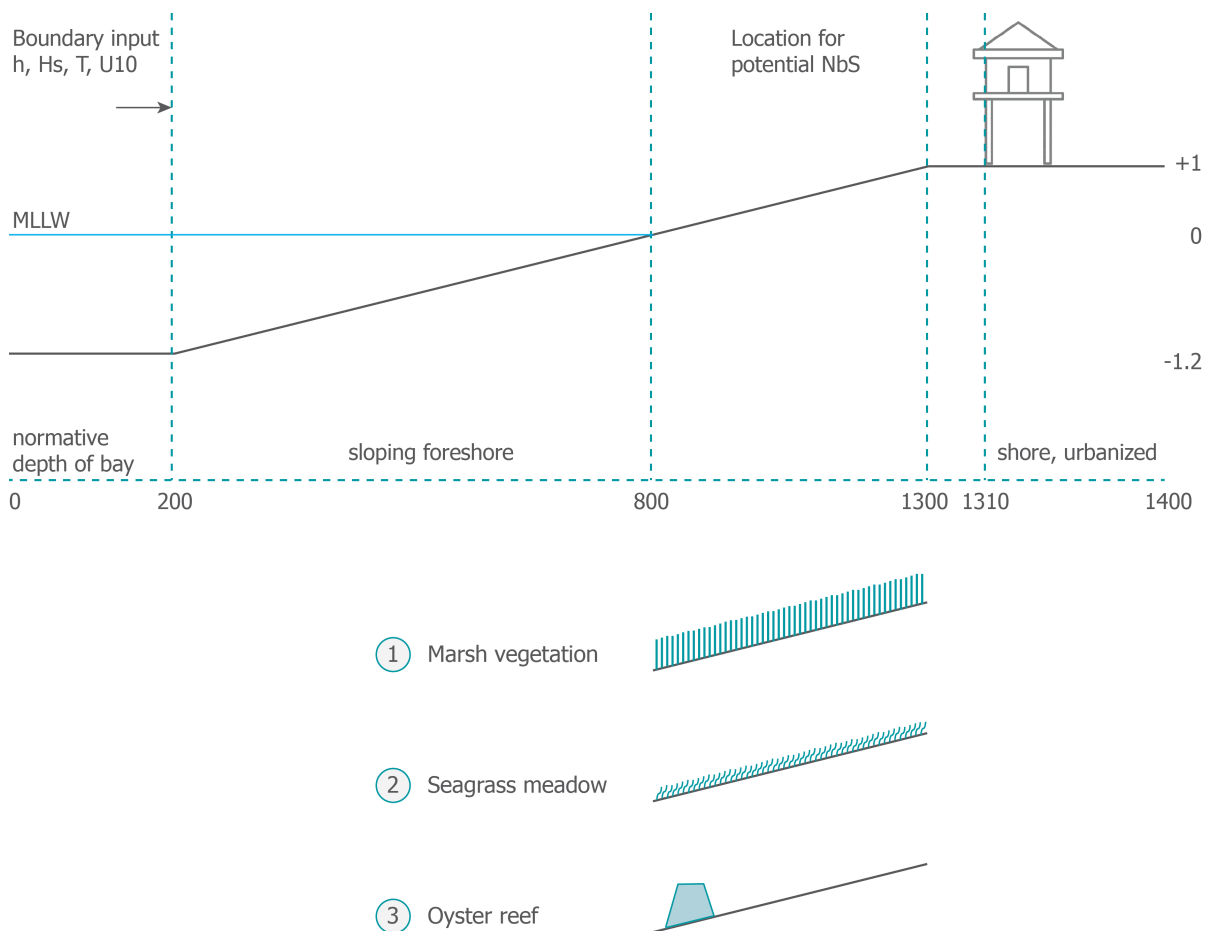 Boundary input
h, Hs, T, U10
Location for
potential NbS
+1
MLLW
0
-1.2
normative
depth of bay
sloping foreshore
shore, urbanized
0
200
800
1300
1310
1400
1
Marsh vegetation
2
Seagrass meadow
3
Oyster reef